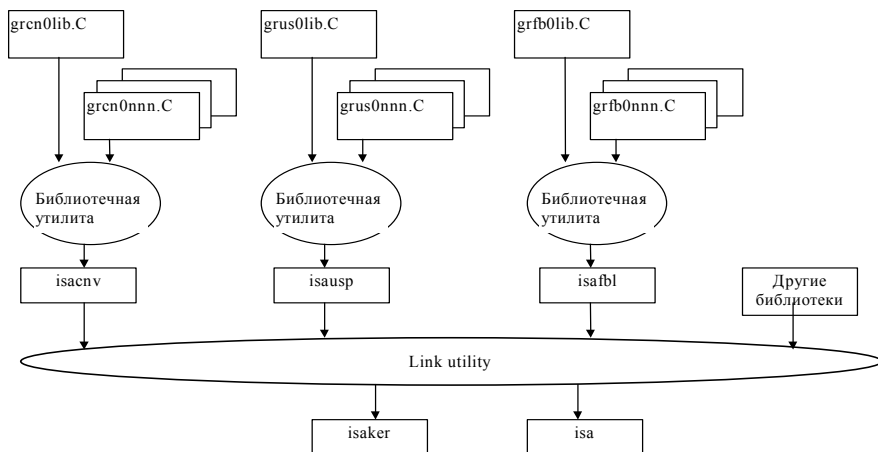 grcn0lib.C
grus0lib.C
grfb0lib.C
grcn0nnn.C
grus0nnn.C
grfb0nnn.C
Библиотечная
утилита
Библиотечная
утилита
Библиотечная
утилита
isacnv
isausp
isafbl
Другие
библиотеки
Link utility
isaker
isa